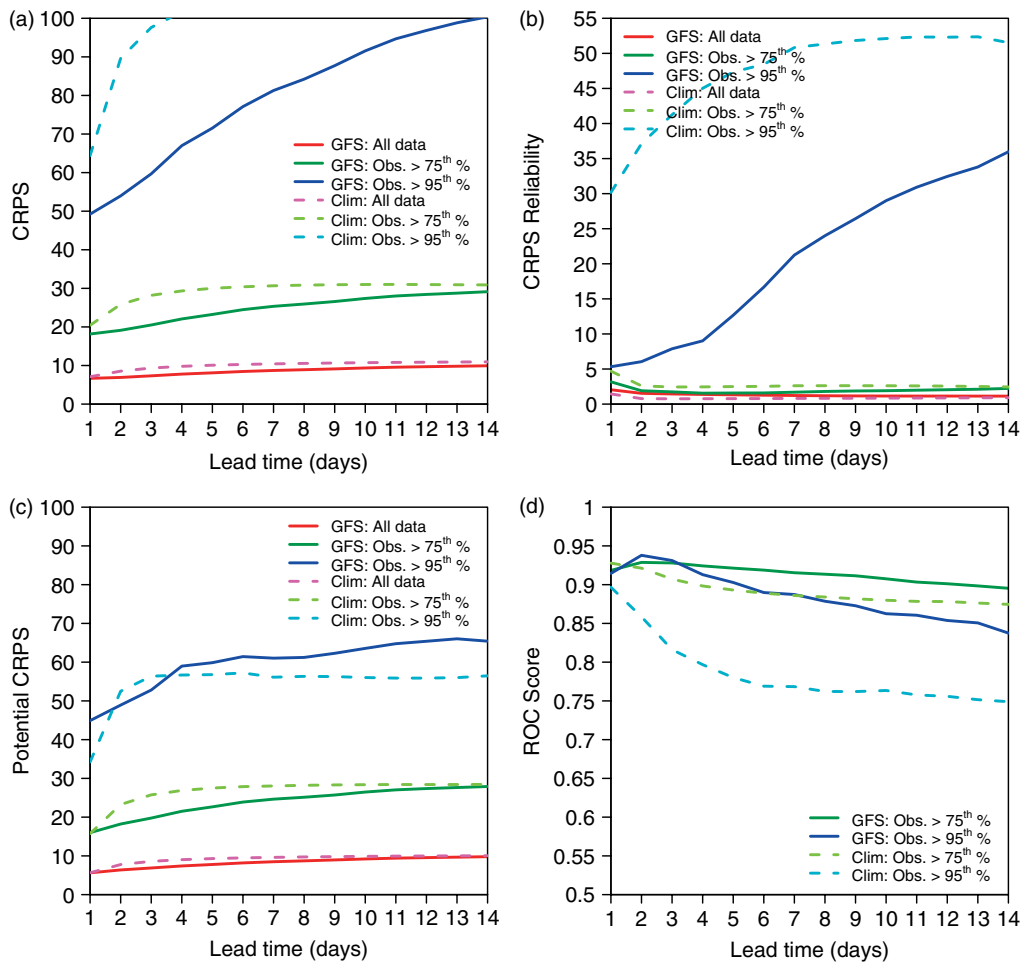 (a)
100
90
80
70
60
50
40
30
20
10
0
CRPS
GFS: All data
GFS: Obs. > 75th %
GFS: Obs. > 95th %
Clim: All data
Clim: Obs. > 75th %
Clim: Obs. > 95th %
1 2 3 4 5 6 7 8 9 10 11 12 13 14
Lead time (days)
(b)
55
50
45
40
35
30
25
20
15
10
5
0
CRPS Reliability
GFS: All data
GFS: Obs. > 75th %
GFS: Obs. > 95th %
Clim: All data
Clim: Obs. > 75th %
Clim: Obs. > 95th %
1 2 3 4 5 6 7 8 9 10 11 12 13 14
Lead time (days)
(c)
100
90
80
70
60
50
40
30
20
10
0
Potential CRPS
GFS: All data
GFS: Obs. > 75th %
GFS: Obs. > 95th %
Clim: All data
Clim: Obs. > 75th %
Clim: Obs. > 95th %
1 2 3 4 5 6 7 8 9 10 11 12 13 14
Lead time (days)
(d)
1
0.95
0.9
0.85
0.8
0.75
0.7
0.65
0.6
0.55
0.5
ROC Score
GFS: Obs. > 75th %
GFS: Obs. > 95th %
Clim: Obs. > 75th %
Clim: Obs. > 95th %
1 2 3 4 5 6 7 8 9 10 11 12 13 14
Lead time (days)